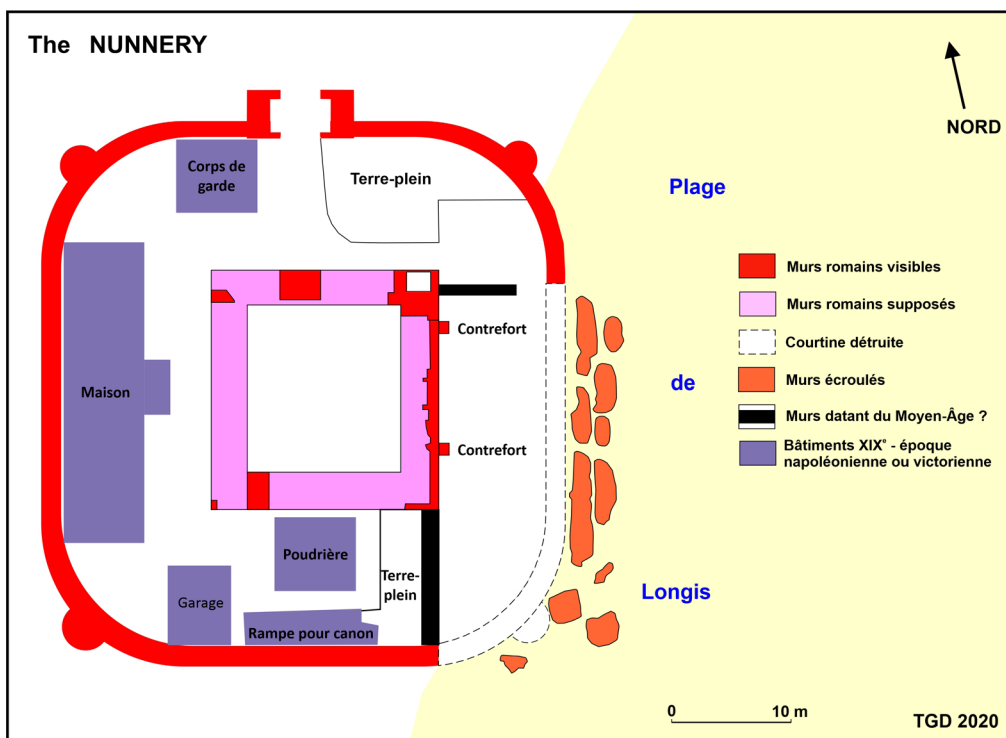 The NUNNERY
NORD
Corps de
garde
Terre-plein
Plage
Murs romains visibles
Murs romains supposés
Contrefort
Courtine détruite
de
Murs écroulés
Maison
Murs datant du Moyen-Âge ?
Contrefort
Bâtiments XIX° - époque
napoléonienne ou victorienne
Poudrière
Terre-
plein
Longis
Garage
Rampe pour canon
0 10 m
TGD 2020